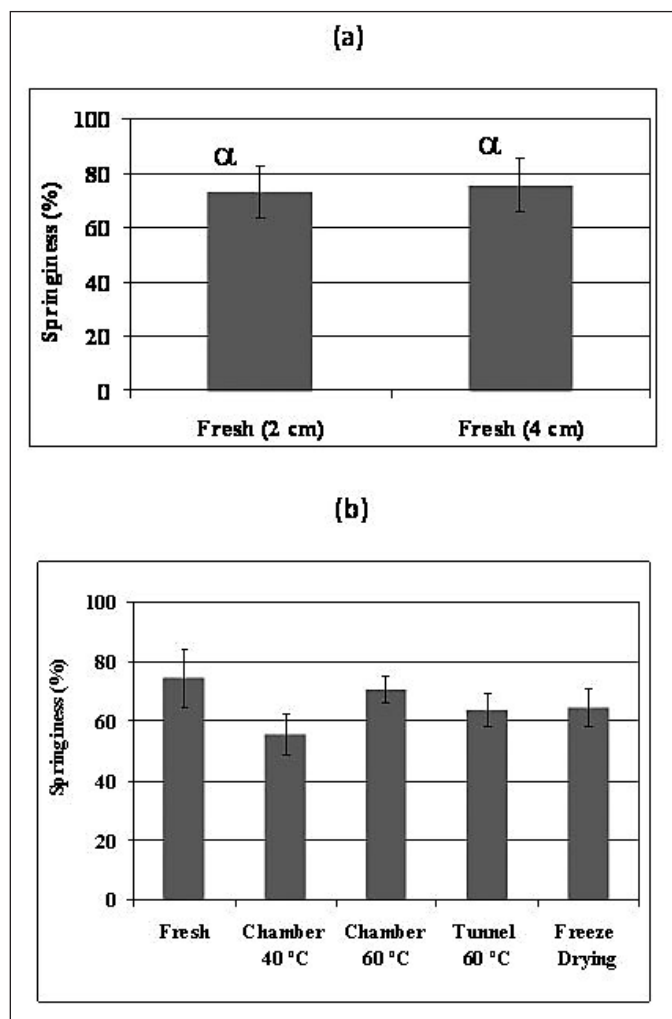 (a)
100
80
60
40
20
0
Springiness (%)
α
α
Fresh (2 cm)
Fresh (4 cm)
(b)
100
80
60
40
20
0
Springiness (%)
Fresh
Chamber
40 °C
Chamber
60 °C
Tunnel
60 °C
Freeze
Drying